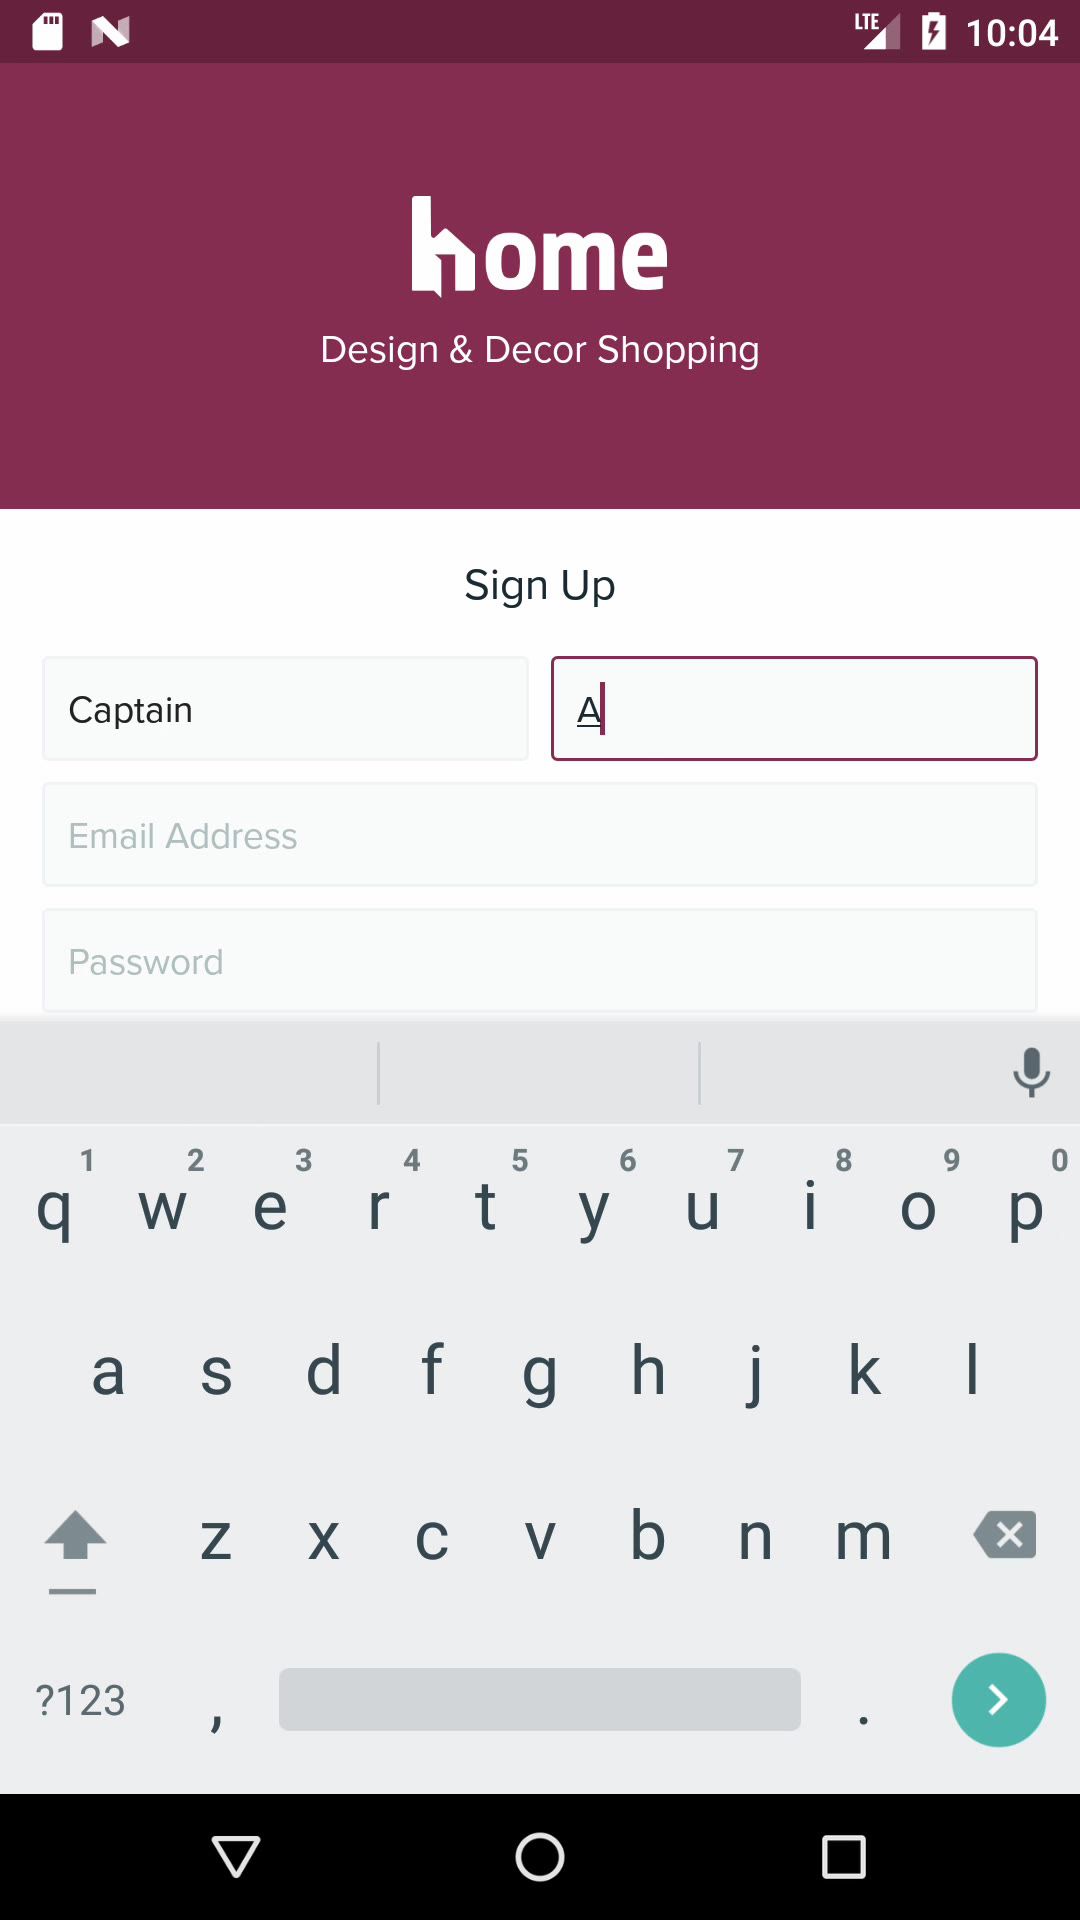 LTE 10:04
home
Design & Decor Shopping
Sign Up
Captain A
Email Address
Password
1 2 3 4 5 6 7 8 9 0
q w e r t y u i o p
a s d f g h j k l
z x c v b n m
?123 , .